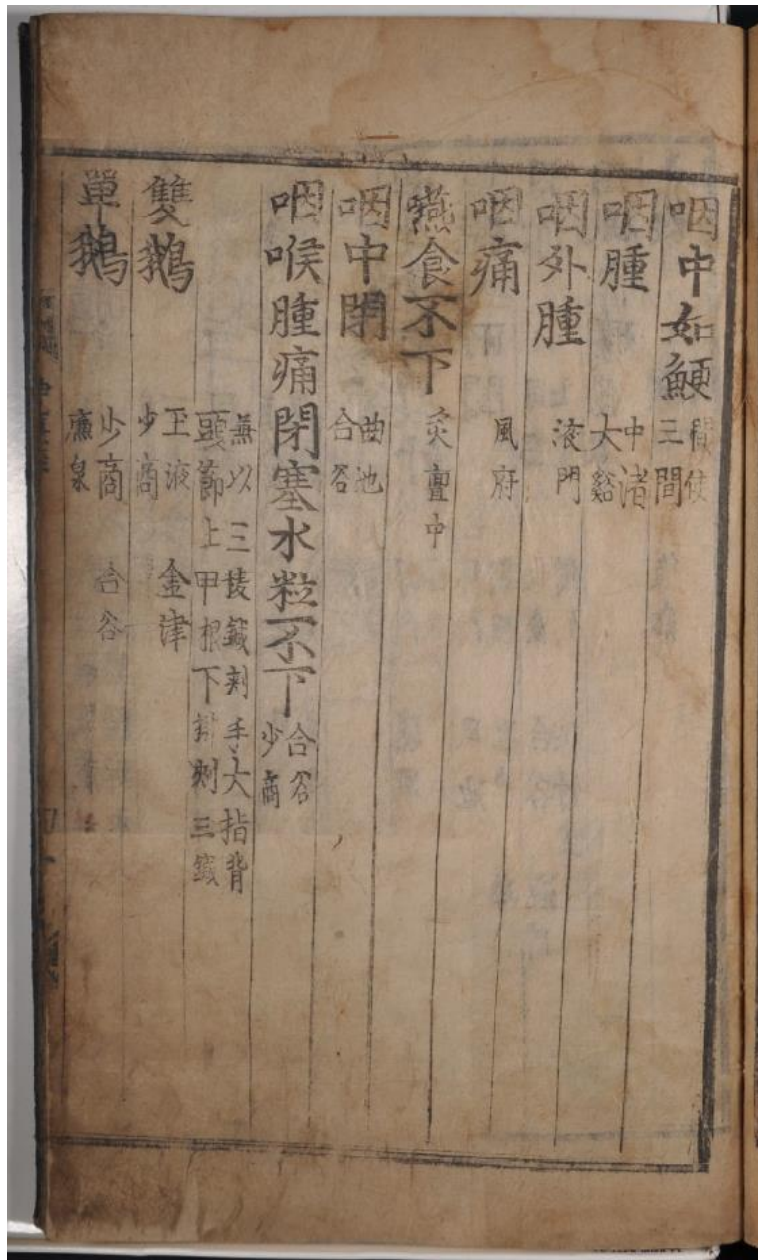 咽中如鯁 間使 三間
咽腫 中渚 大谿
咽外腫 液門
咽痛 風府
嚥食不下 灸亶中
咽中閉 曲池 合谷
咽喉腫痛閉塞水粒不下 合谷 少商
無以三稜鍼刺手大指背
頭節上甲根下 刺三鍼
雙鵝 玉液 金津 少商
單鵝 少商 合谷 廉泉